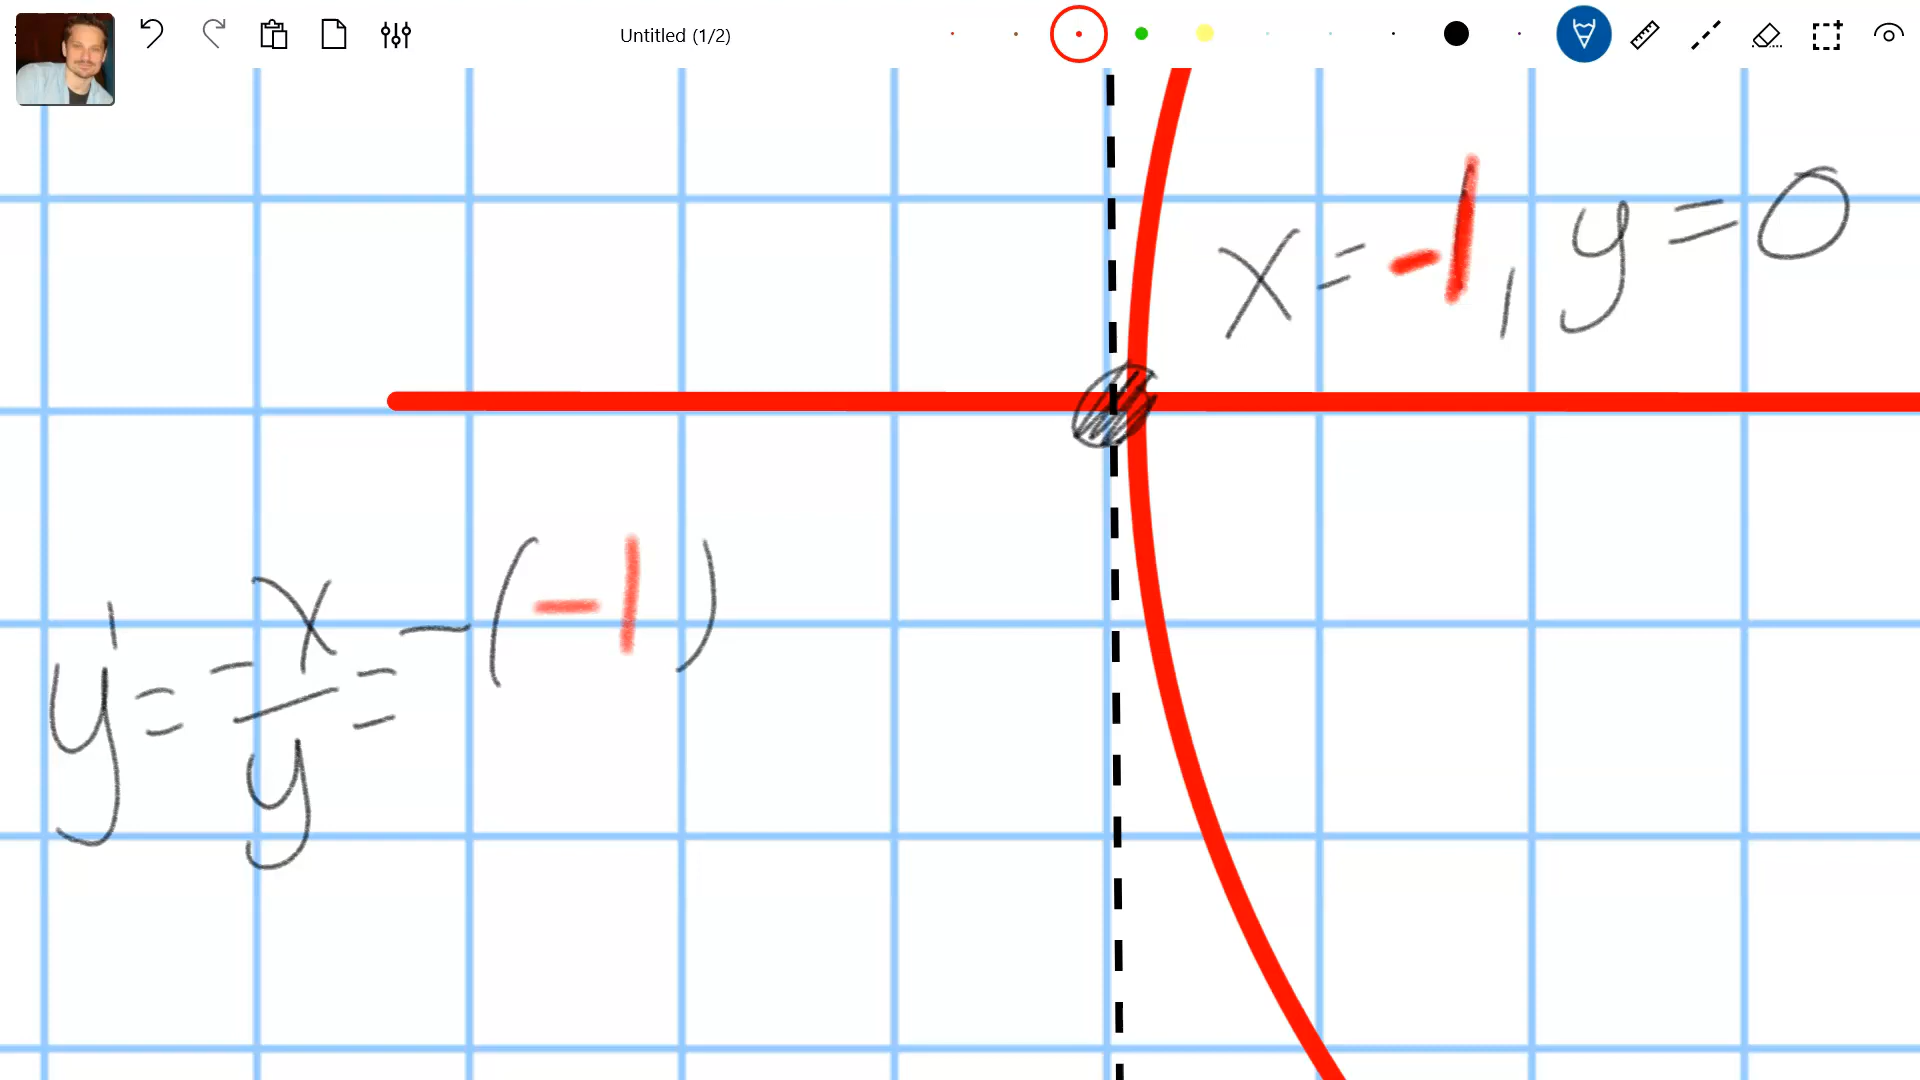 Untitled (1/2)
x = -1, y = 0
y' = -x/y = -(-1)